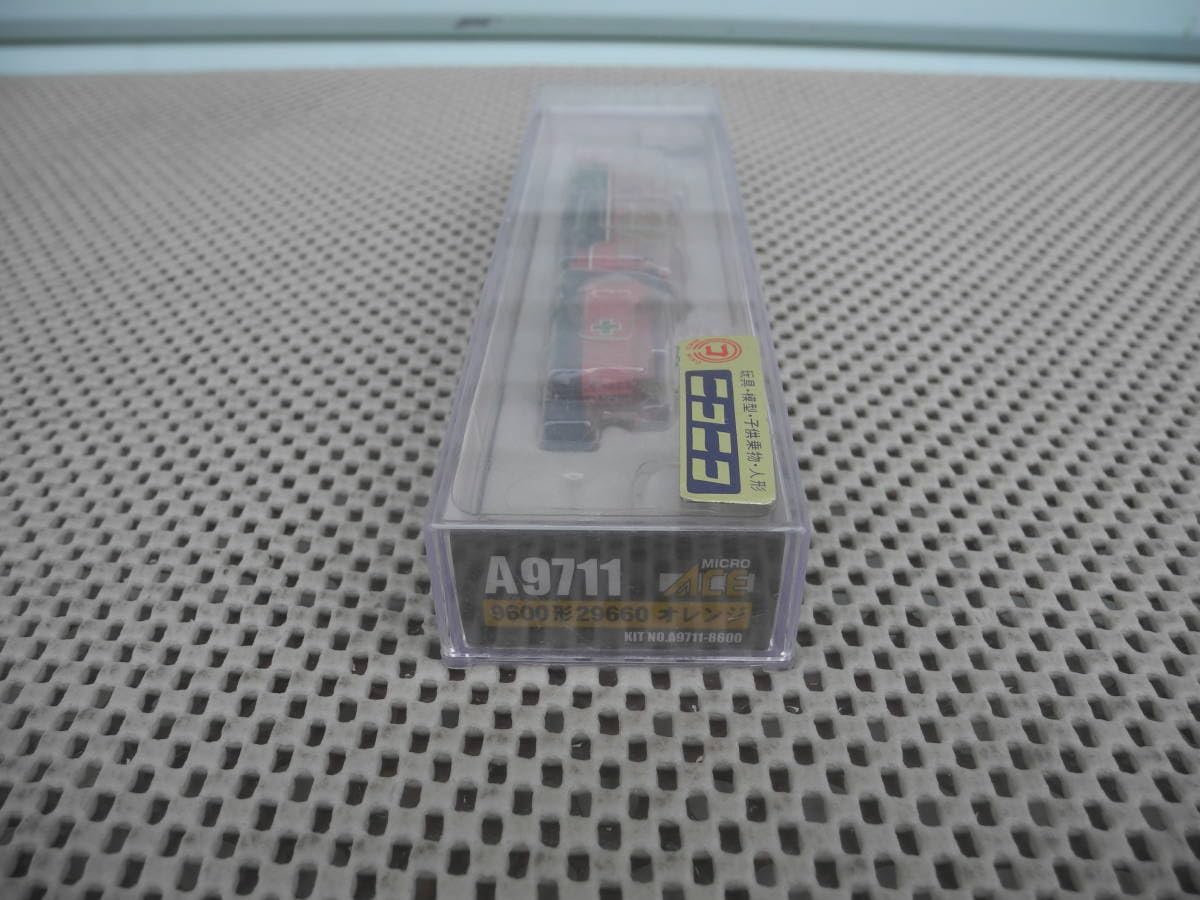 玩具・模型・子供乗物・人形
A9711
MICRO
ACE
9600形29660 オレンジ
KIT NO.A9711-8600